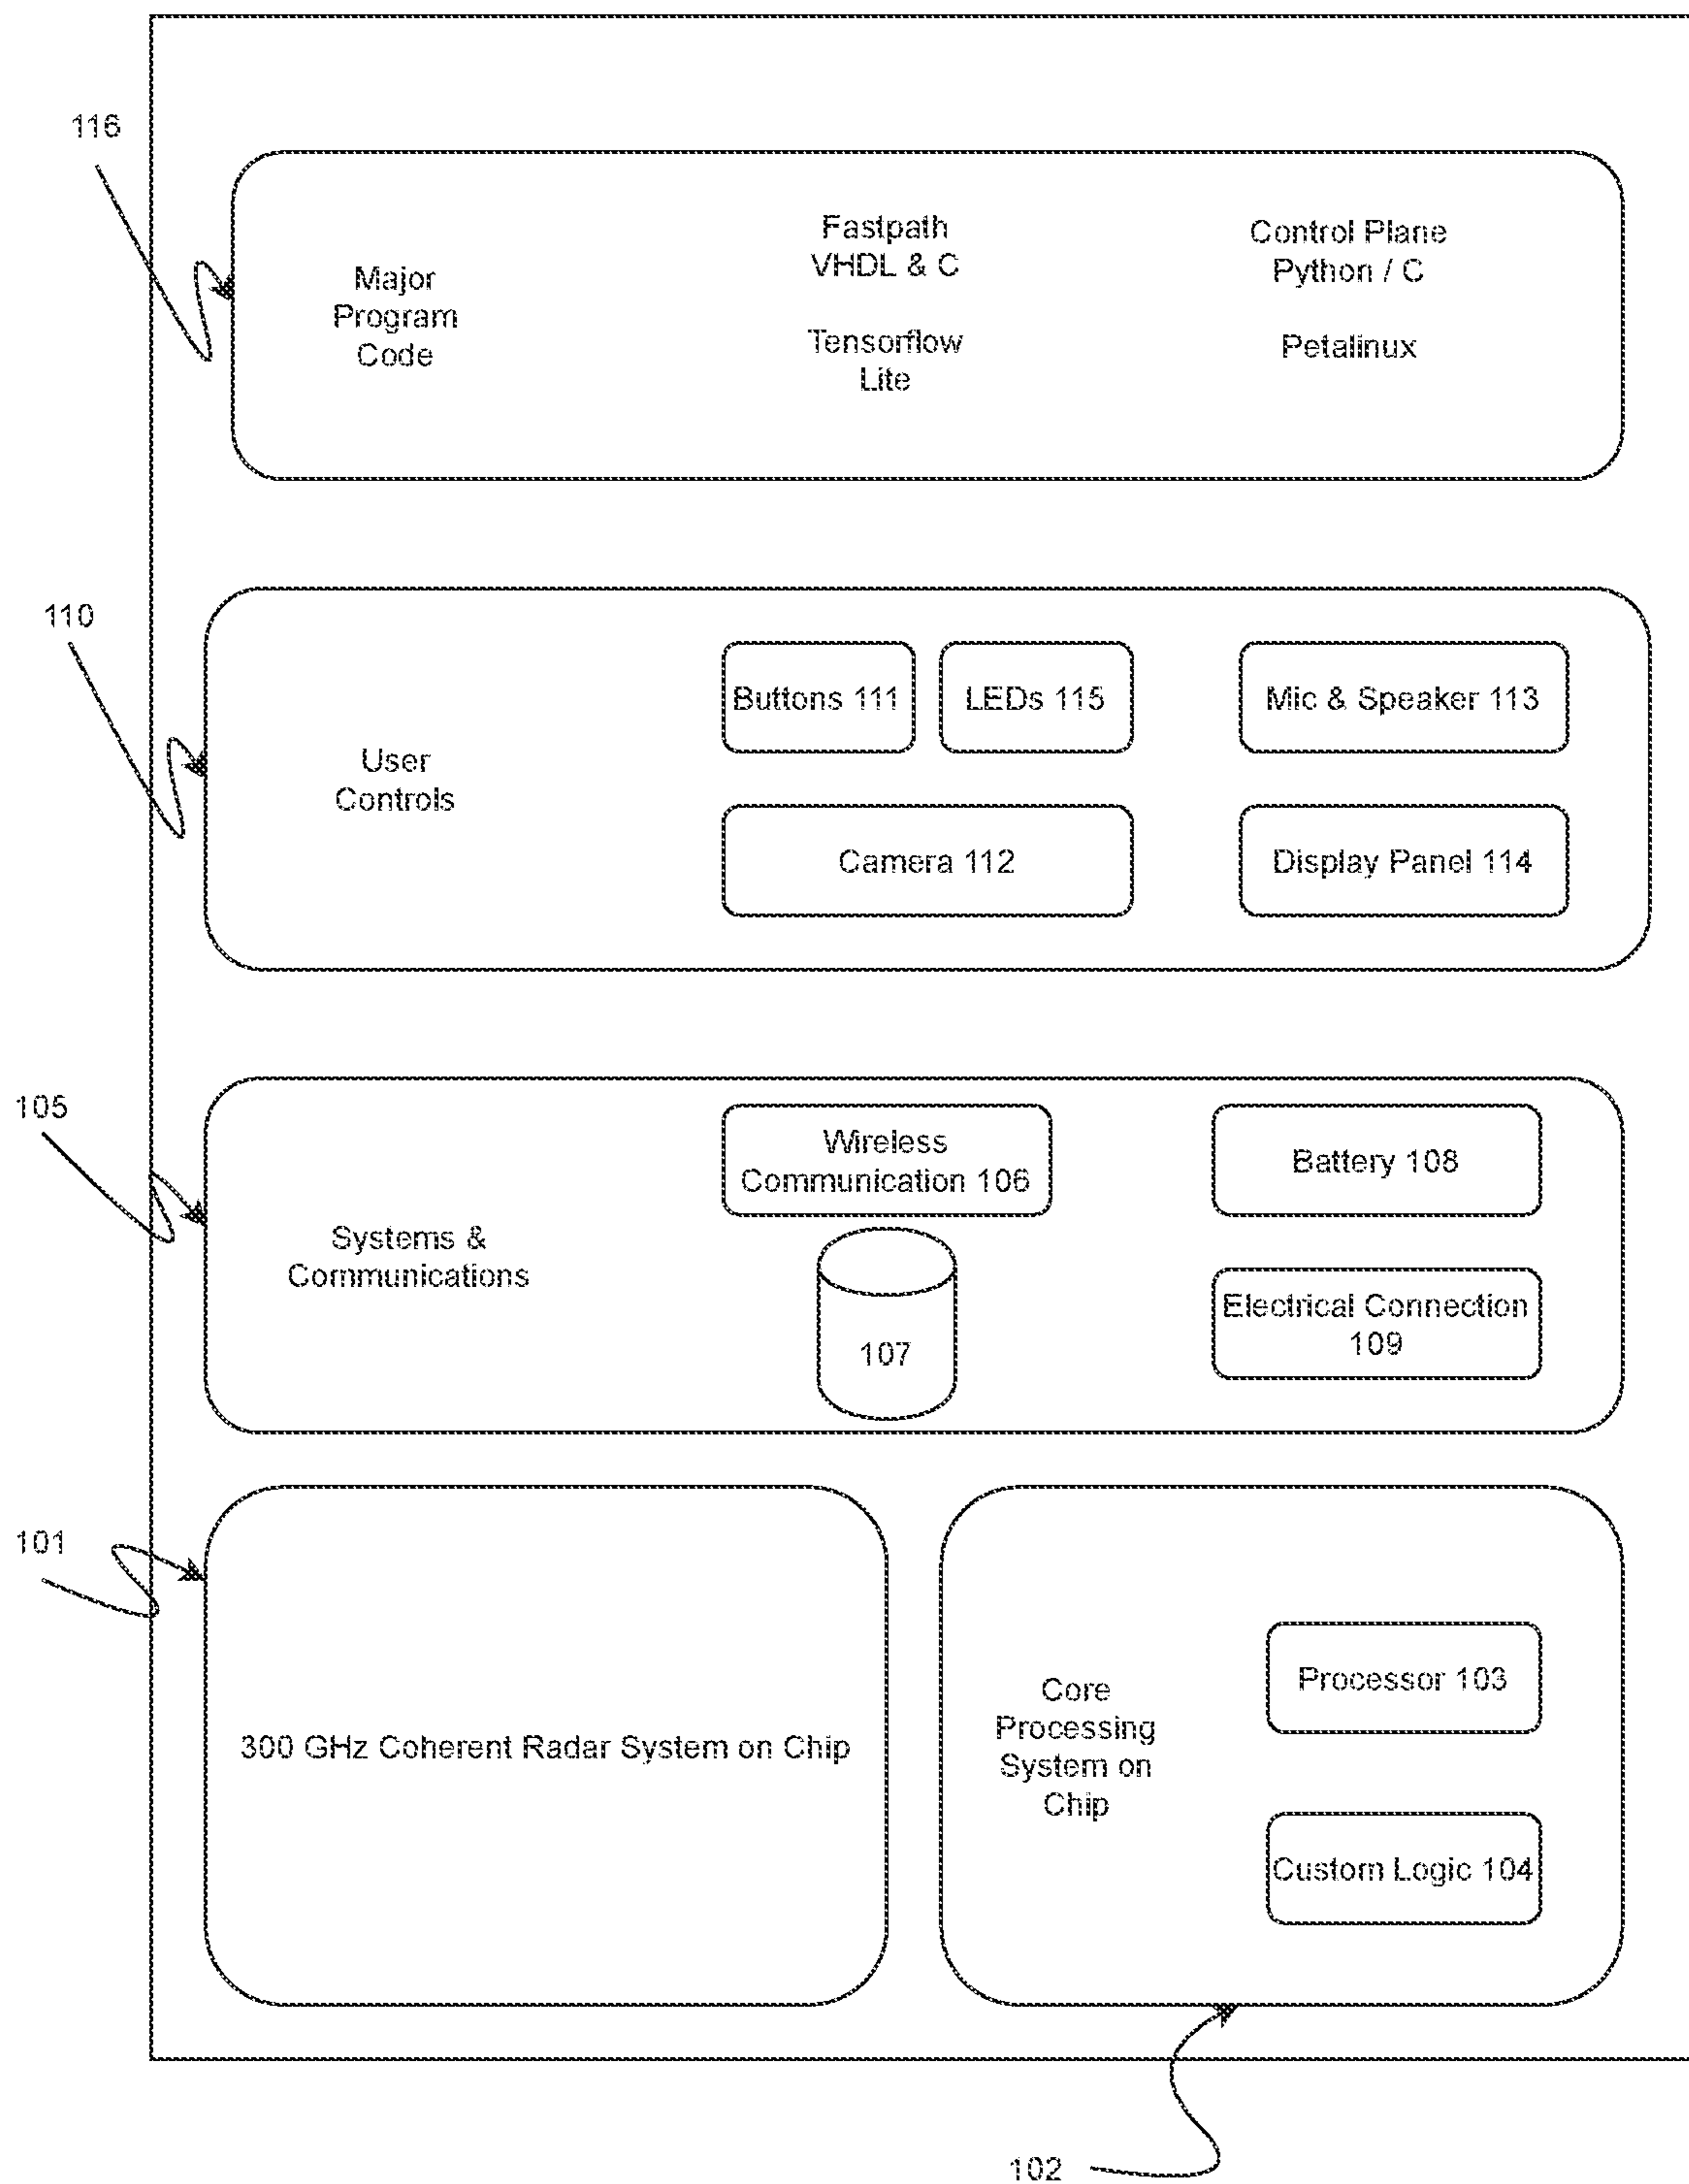 116
Major
Program
Code
Fastpath
VHDL & C
Tensorflow
Lite
Control Plane
Python / C
Petalinux
110
User
Controls
Buttons 111
LEDs 115
Mic & Speaker 113
Camera 112
Display Panel 114
105
Systems &
Communications
Wireless
Communication 106
107
Battery 108
Electrical Connection
109
101
300 GHz Coherent Radar System on Chip
Core
Processing
System on
Chip
Processor 103
Custom Logic 104
102